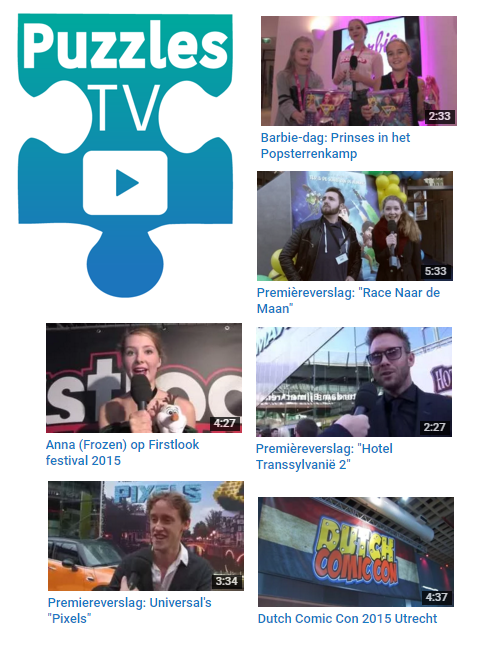 Puzzles
TV
Barbie
2:33
Barbie-dag: Prinses in het
Popsterrenkamp
5:33
Premièreverslag: "Race Naar de
Maan"
4:27
Anna (Frozen) op Firstlook
festival 2015
2:27
Premièreverslag: "Hotel
Transsylvanië 2"
PIXELS
3:34
Premiereverslag: Universal's
"Pixels"
DUTCH
COMIC CON
4:37
Dutch Comic Con 2015 Utrecht